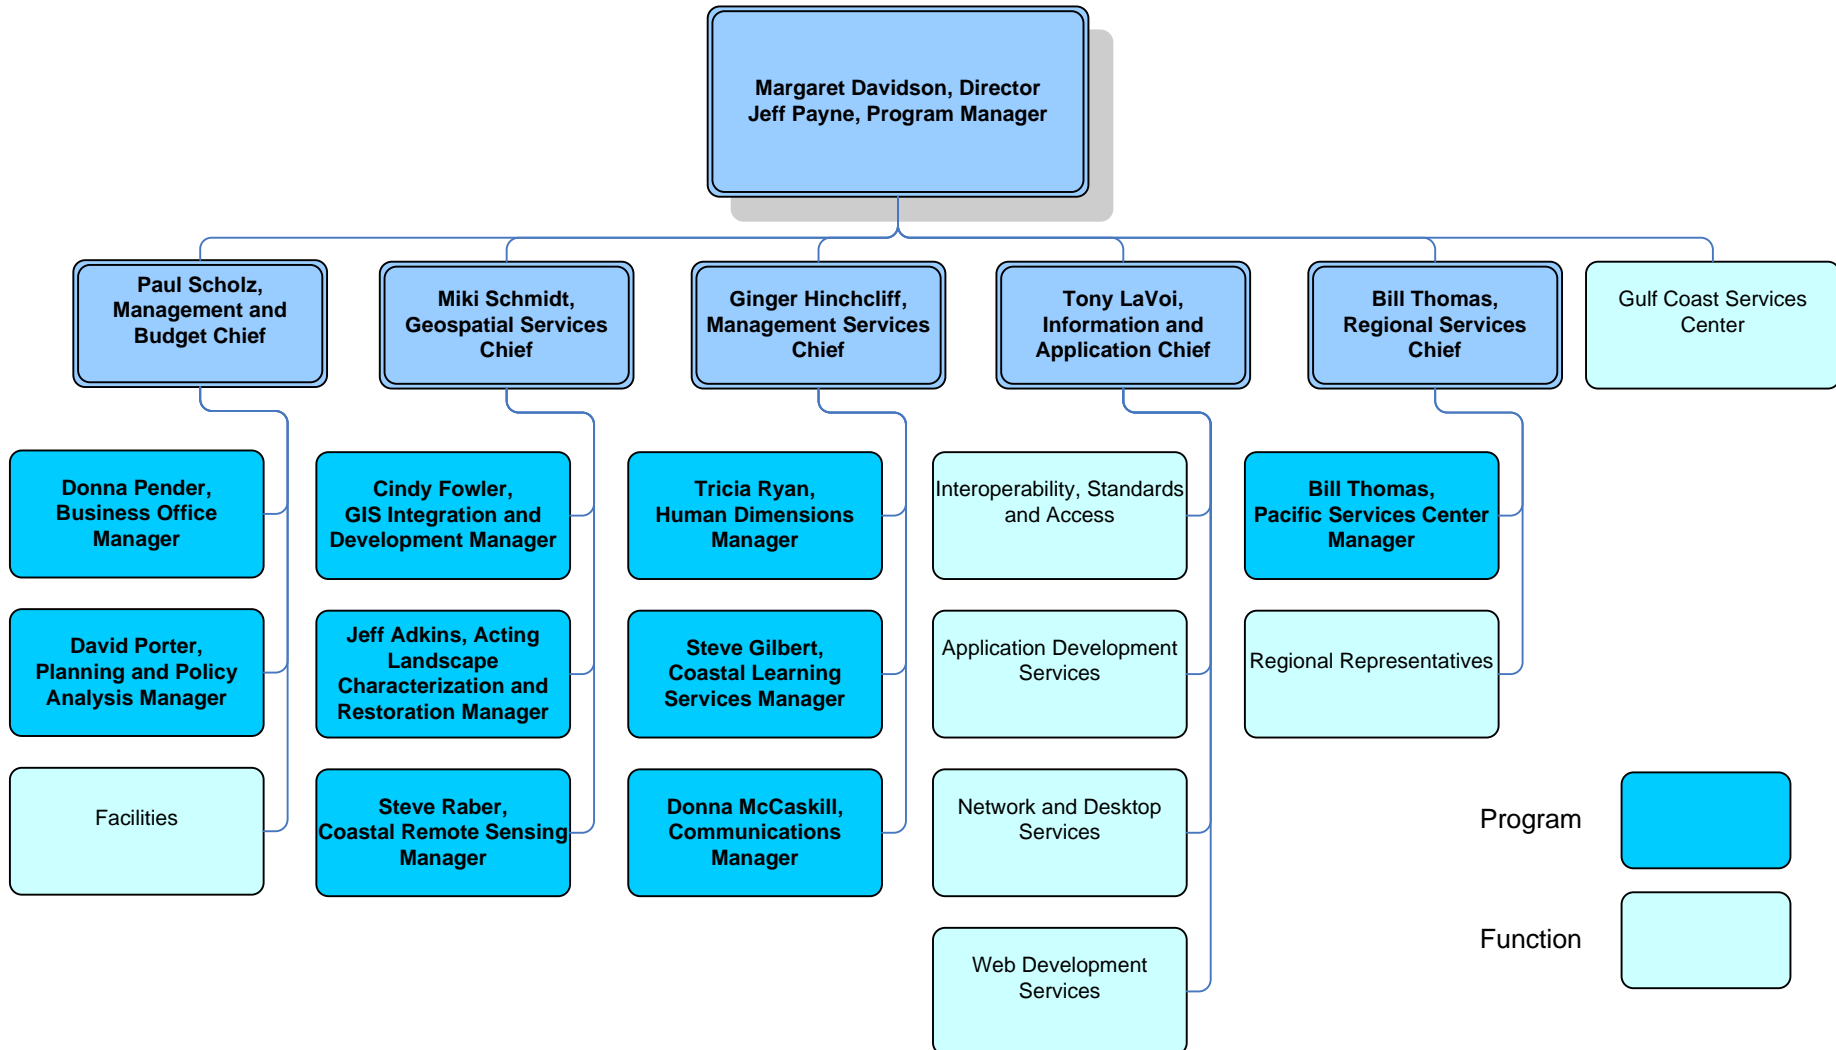 Margaret Davidson, Director
Jeff Payne, Program Manager
Paul Scholz,
Management and
Budget Chief
Miki Schmidt,
Geospatial Services
Chief
Ginger Hinchcliff,
Management Services
Chief
Tony LaVoi,
Information and
Application Chief
Bill Thomas,
Regional Services
Chief
Gulf Coast Services
Center
Donna Pender,
Business Office
Manager
Cindy Fowler,
GIS Integration and
Development Manager
Tricia Ryan,
Human Dimensions
Manager
Interoperability, Standards
and Access
Bill Thomas,
Pacific Services Center
Manager
David Porter,
Planning and Policy
Analysis Manager
Jeff Adkins, Acting
Landscape
Characterization and
Restoration Manager
Steve Gilbert,
Coastal Learning
Services Manager
Application Development
Services
Regional Representatives
Facilities
Steve Raber,
Coastal Remote Sensing
Manager
Donna McCaskill,
Communications
Manager
Network and Desktop
Services
Program
Web Development
Services
Function